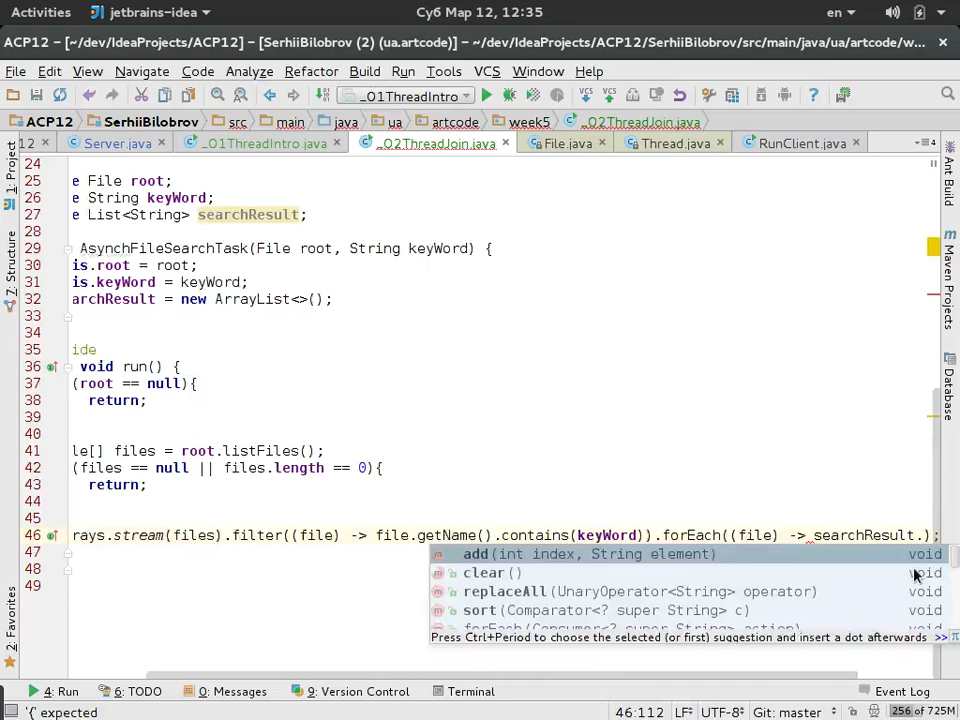 Activities jetbrains-idea Суб Мар 12, 12:35 en
ACP12 – [~/dev/IdeaProjects/ACP12] – [SerhiiBilobrov (2) (ua.artcode)] – ~/dev/IdeaProjects/ACP12/SerhiiBilobrov/src/main/java/ua/artcode/w...
File Edit View Navigate Code Analyze Refactor Build Run Tools VCS Window Help
_01ThreadIntro VCS VCS
ACP12 SerhiiBilobrov src main java ua artcode week5 _02ThreadJoin.java
12 Server.java _01ThreadIntro.java _02ThreadJoin.java File.java Thread.java RunClient.java 4
1: Project
Z: Structure
2: Favorites
Ant Build
Maven Projects
Database
24
25 e File root;
26 e String keyWord;
27 e List<String> searchResult;
28
29 AsynchFileSearchTask(File root, String keyWord) {
30 is.root = root;
31 is.keyWord = keyWord;
32 archResult = new ArrayList<>();
33
34
35 ide
36 void run() {
37 (root == null){
38 return;
39
40
41 le[] files = root.listFiles();
42 (files == null || files.length == 0){
43 return;
44
45
46 rays.stream(files).filter((file) -> file.getName().contains(keyWord)).forEach((file) -> searchResult.);
47
48
49
add(int index, String element) void
clear() void
replaceAll(UnaryOperator<String> operator) void
sort(Comparator<? super String> c) void
forEach(Consumer<? super String> action) void
Press Ctrl+Period to choose the selected (or first) suggestion and insert a dot afterwards >> π
4: Run 6: TODO 0: Messages 9: Version Control Terminal Event Log
'{' expected 46:112 LF UTF-8 Git: master 256 of 725M